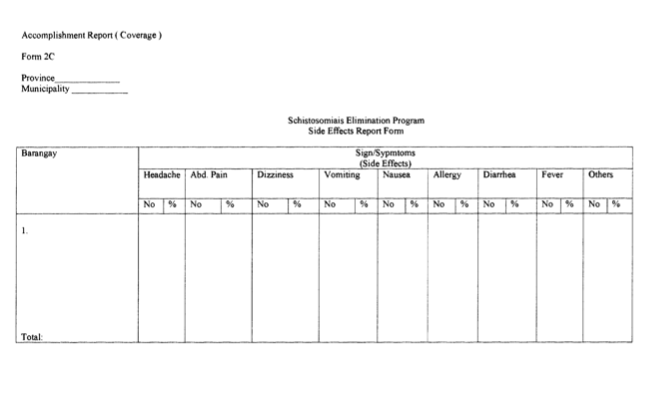 Accomplishment Report ( Coverage )
Form 2C
Province____________
Municipality __________
Schistosomiais Elimination Program
Side Effects Report Form
Barangay
Sign/Sypmtoms
(Side Effects)
Headache Abd. Pain Dizziness Vomiting Nausea Allergy Diarrhea Fever Others
No % No % No % No % No % No % No % No % No %
1.
Total: